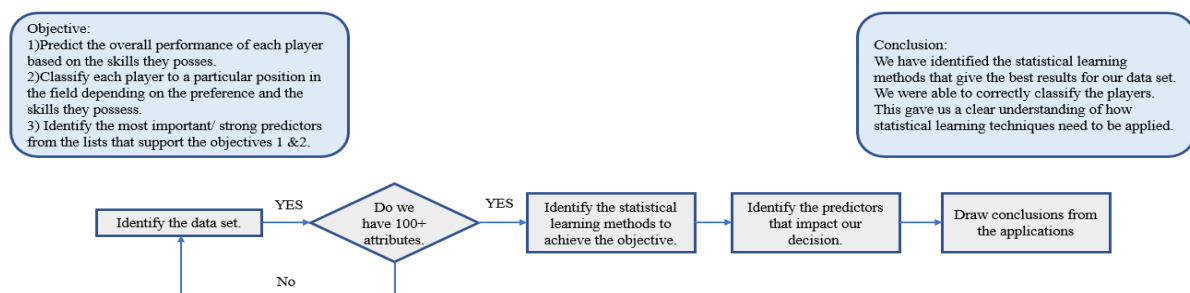 Objective:
1)Predict the overall performance of each player
based on the skills they posses.
2)Classify each player to a particular position in
the field depending on the preference and the
skills they possess.
3) Identify the most important/ strong predictors
from the lists that support the objectives 1 &2.
Conclusion:
We have identified the statistical learning
methods that give the best results for our data set.
We were able to correctly classify the players.
This gave us a clear understanding of how
statistical learning techniques need to be applied.
Identify the data set.
YES
Do we
have 100+
attributes.
YES
Identify the statistical
learning methods to
achieve the objective.
Identify the predictors
that impact our
decision.
Draw conclusions from
the applications
No